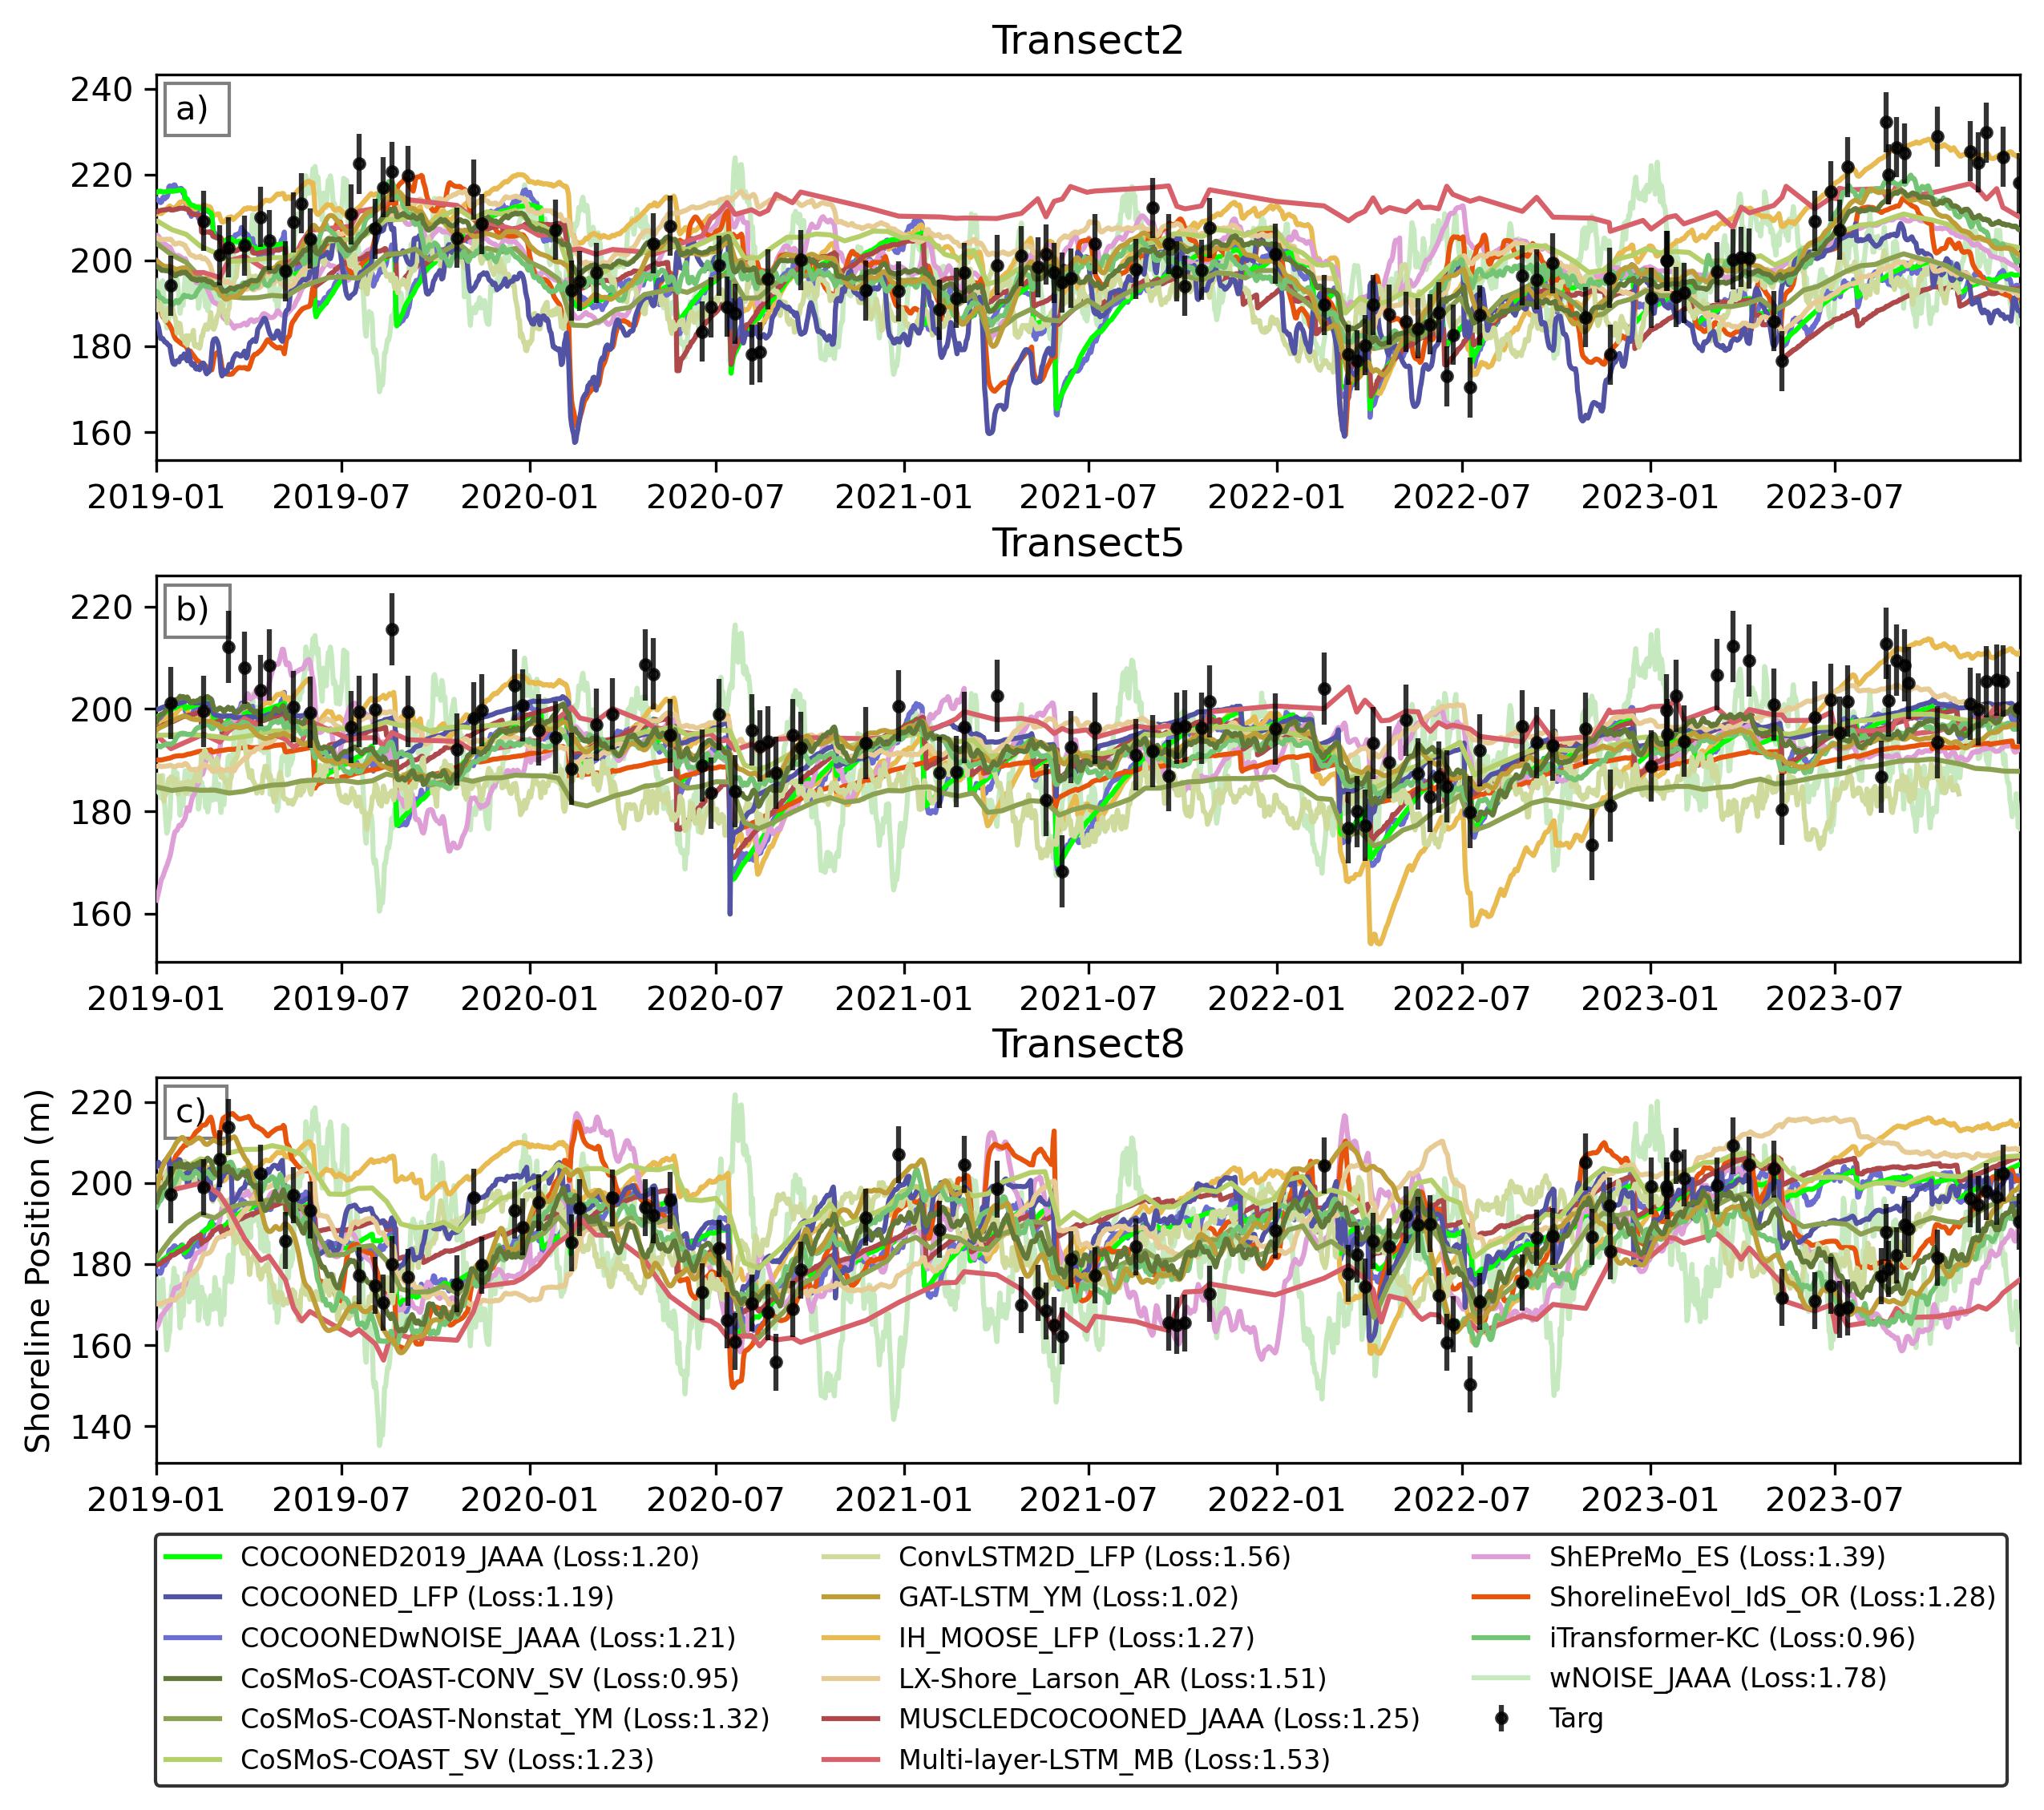 Transect2
a)
240
220
200
180
160
2019-01 2019-07 2020-01 2020-07 2021-01 2021-07 2022-01 2022-07 2023-01 2023-07
Transect5
b)
220
200
180
160
2019-01 2019-07 2020-01 2020-07 2021-01 2021-07 2022-01 2022-07 2023-01 2023-07
Transect8
c)
Shoreline Position (m)
220
200
180
160
140
2019-01 2019-07 2020-01 2020-07 2021-01 2021-07 2022-01 2022-07 2023-01 2023-07
COCOONED2019_JAAA (Loss:1.20)
COCOONED_LFP (Loss:1.19)
COCOONEDwNOISE_JAAA (Loss:1.21)
CoSMoS-COAST-CONV_SV (Loss:0.95)
CoSMoS-COAST-Nonstat_YM (Loss:1.32)
CoSMoS-COAST_SV (Loss:1.23)
ConvLSTM2D_LFP (Loss:1.56)
GAT-LSTM_YM (Loss:1.02)
IH_MOOSE_LFP (Loss:1.27)
LX-Shore_Larson_AR (Loss:1.51)
MUSCLEDCOCOONED_JAAA (Loss:1.25)
Multi-layer-LSTM_MB (Loss:1.53)
ShEPreMo_ES (Loss:1.39)
ShorelineEvol_IdS_OR (Loss:1.28)
iTransformer-KC (Loss:0.96)
wNOISE_JAAA (Loss:1.78)
Targ